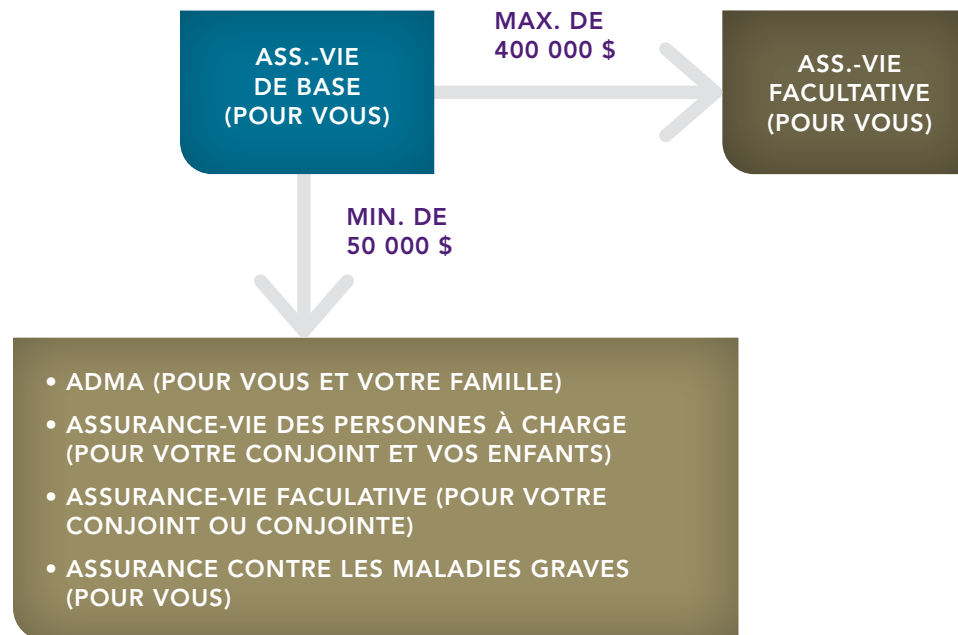 ASS.-VIE
DE BASE
(POUR VOUS)
MAX. DE
400 000 $
ASS.-VIE
FACULTATIVE
(POUR VOUS)
MIN. DE
50 000 $
• ADMA (POUR VOUS ET VOTRE FAMILLE)
• ASSURANCE-VIE DES PERSONNES À CHARGE
(POUR VOTRE CONJOINT ET VOS ENFANTS)
• ASSURANCE-VIE FACULATIVE (POUR VOTRE
CONJOINT OU CONJOINTE)
• ASSURANCE CONTRE LES MALADIES GRAVES
(POUR VOUS)